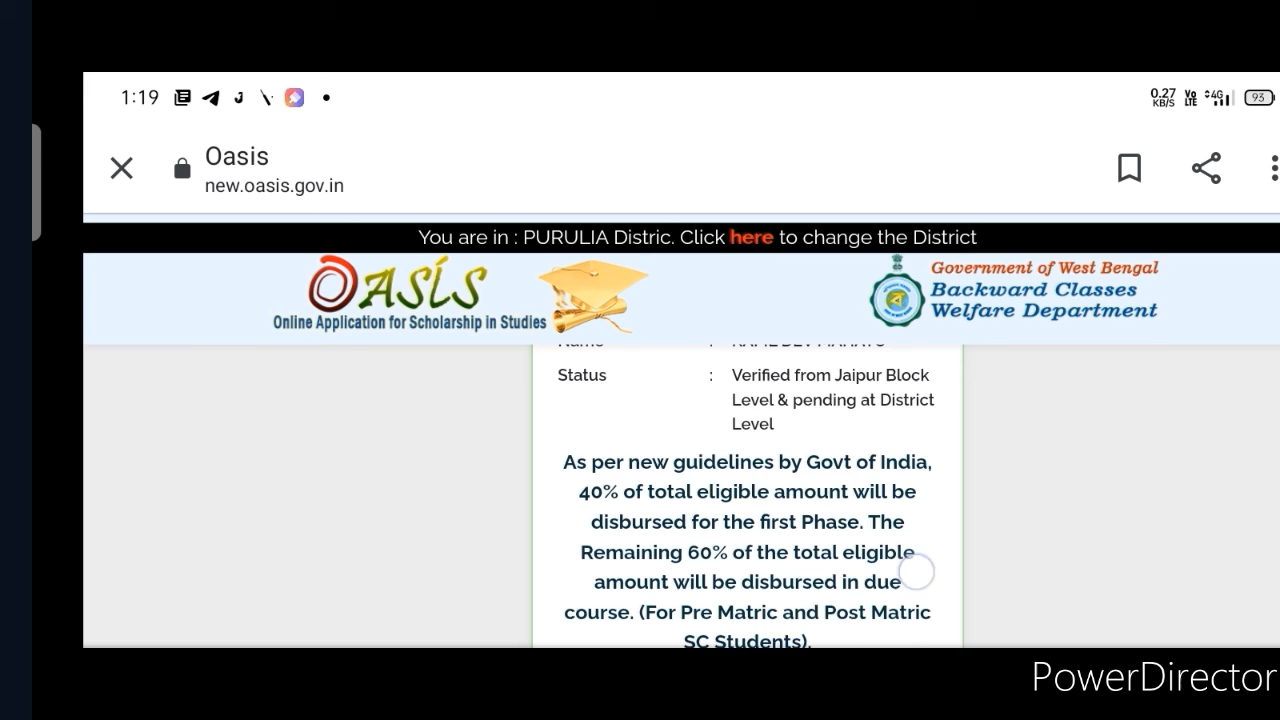 1:19
0.27 KB/S Vo LTE 4G 93
Oasis
new.oasis.gov.in
You are in : PURULIA Distric. Click here to change the District
OASIS
Online Application for Scholarship in Studies
Government of West Bengal
Backward Classes
Welfare Department
Status : Verified from Jaipur Block
Level & pending at District
Level
As per new guidelines by Govt of India,
40% of total eligible amount will be
disbursed for the first Phase. The
Remaining 60% of the total eligible
amount will be disbursed in due
course. (For Pre Matric and Post Matric
SC Students).
PowerDirector